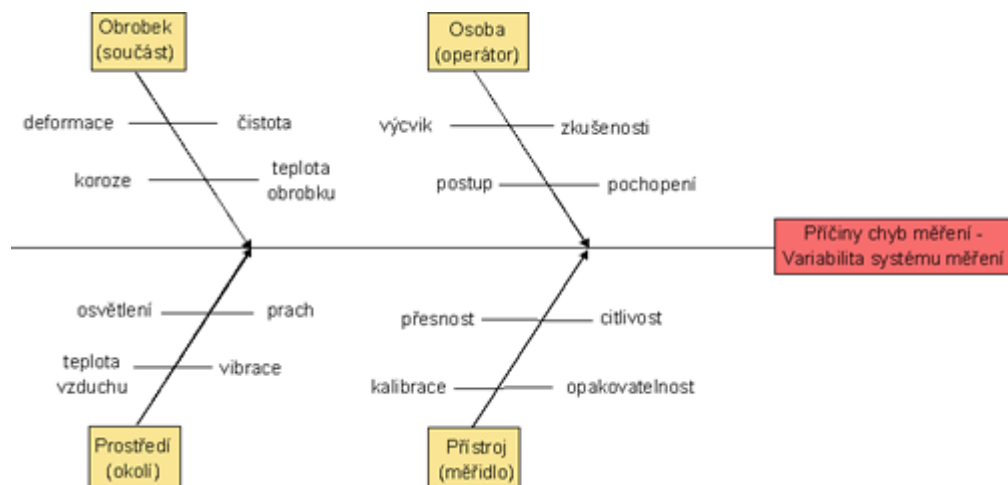 Obrobek
(součást)
Osoba
(operátor)
deformace
čistota
výcvik
zkušenosti
koroze
teplota
obrobku
postup
pochopení
Příčiny chyb měření -
Variabilita systému měření
osvětlení
prach
přesnost
citlivost
teplota
vzduchu
vibrace
kalibrace
opakovatelnost
Prostředí
(okolí)
Přístroj
(měřidlo)